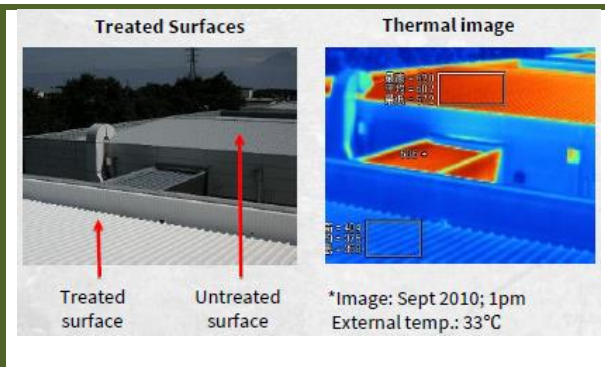 Treated Surfaces
Thermal image
Treated
surface
Untreated
surface
*Image: Sept 2010; 1pm
External temp.: 33℃